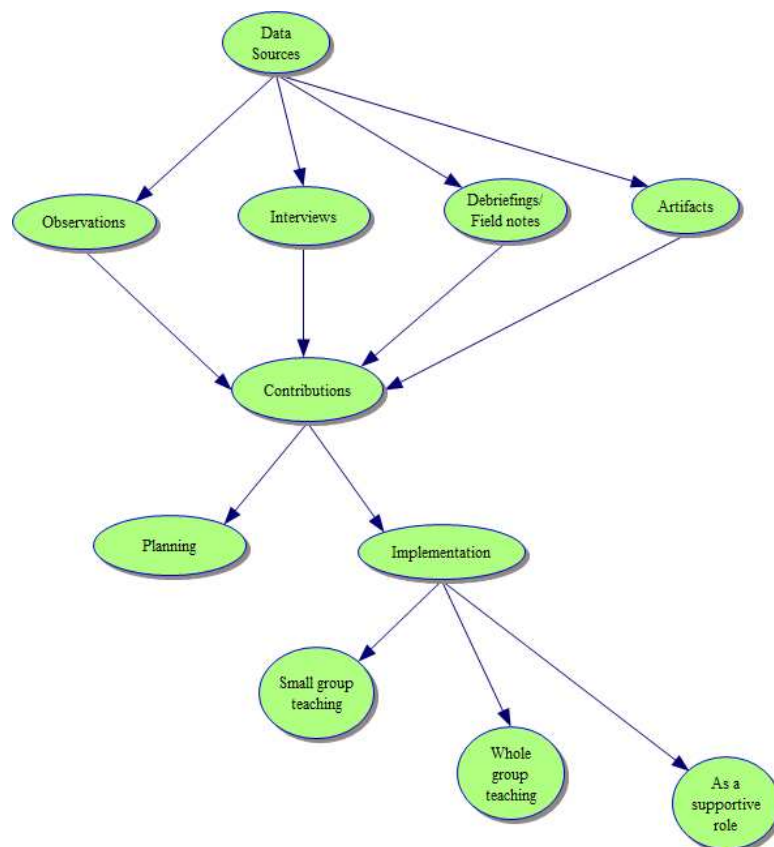 Data
Sources
Observations
Interviews
Debriefings/
Field notes
Artifacts
Contributions
Planning
Implementation
Small group
teaching
Whole
group
teaching
As a
supportive
role